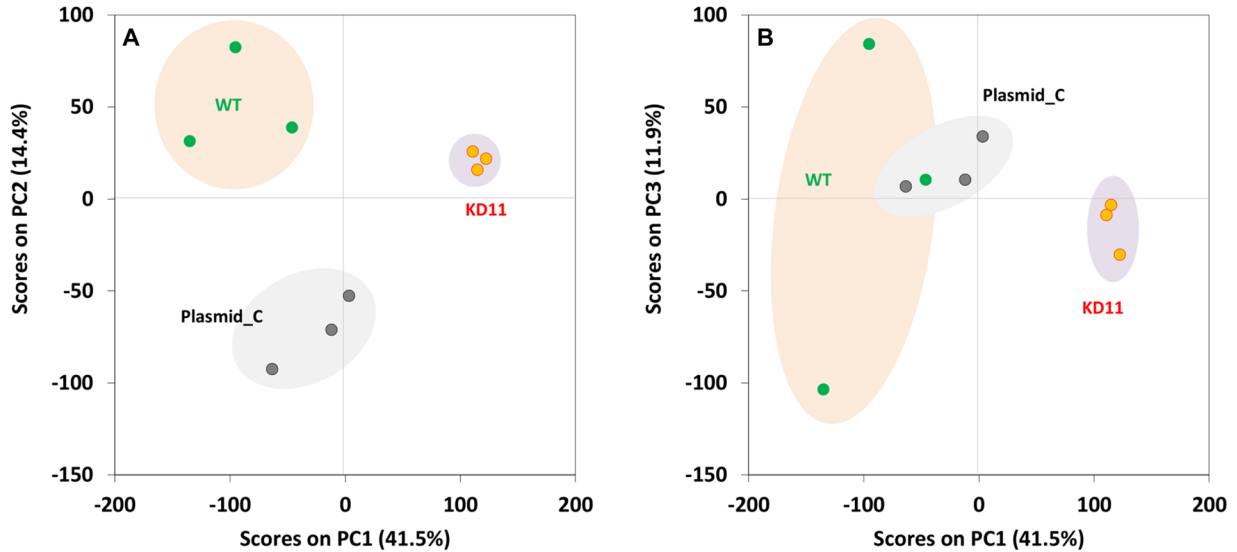 A
100
50
0
-50
-100
-150
-200
-100
0
100
200
Scores on PC2 (14.4%)
Scores on PC1 (41.5%)
WT
KD11
Plasmid_C
B
100
50
0
-50
-100
-150
-200
-100
0
100
200
Scores on PC3 (11.9%)
Scores on PC1 (41.5%)
Plasmid_C
WT
KD11